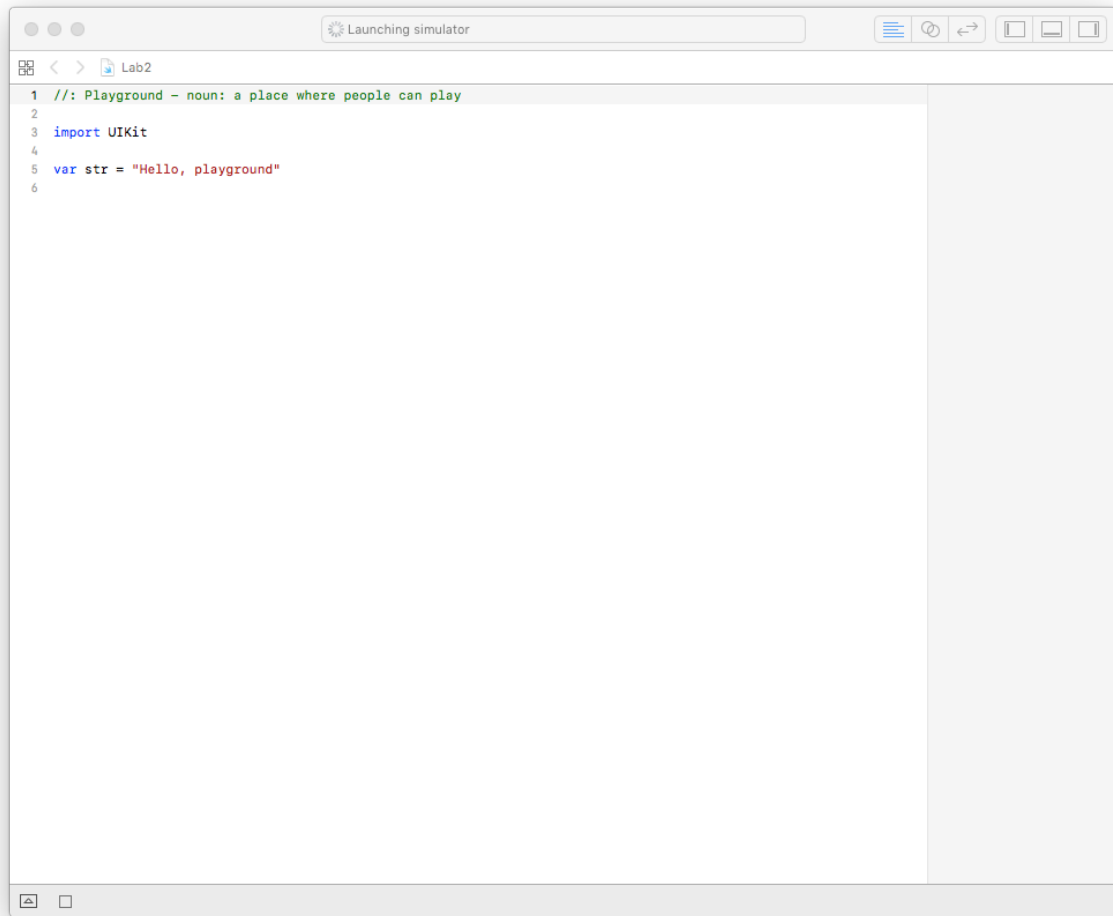 Launching simulator
Lab2
1 //: Playground – noun: a place where people can play
2
3 import UIKit
4
5 var str = "Hello, playground"
6